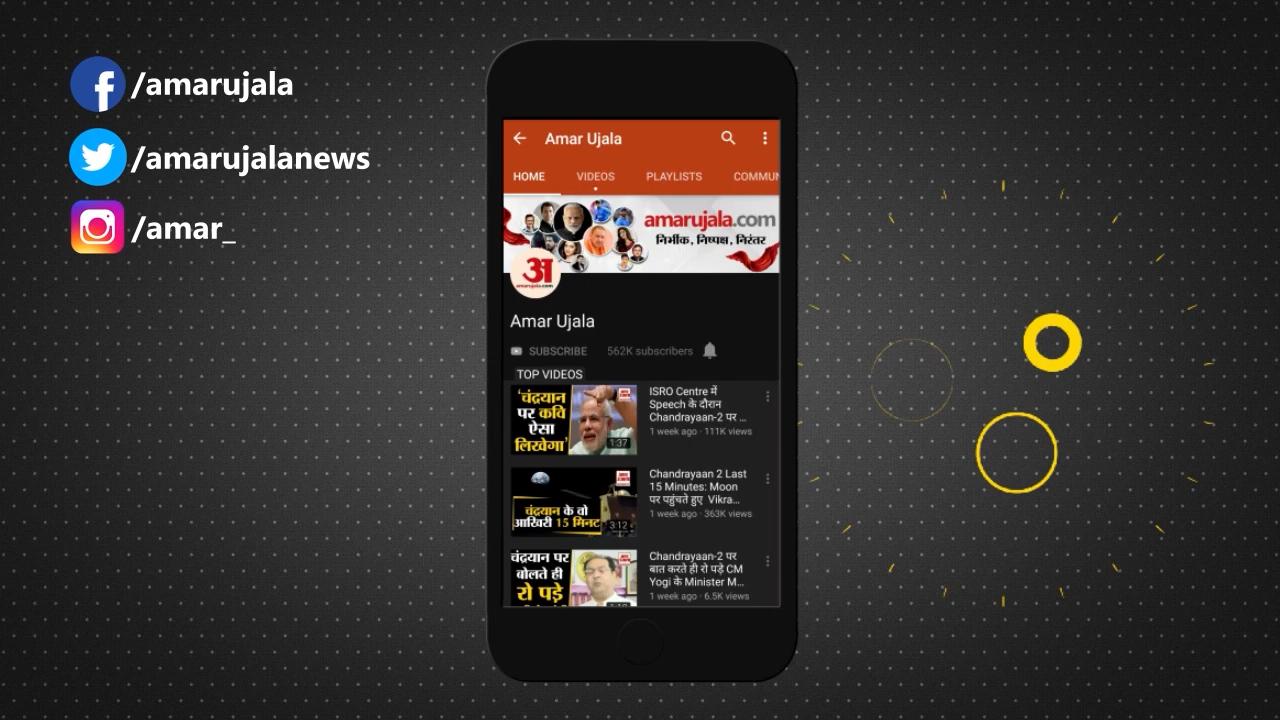 /amarujala
/amarujalanews
/amar_
Amar Ujala
HOME VIDEOS PLAYLISTS COMMUN
amarujala.com
निर्भीक, निष्पक्ष, निरंतर
अ
amarujala.com
Amar Ujala
SUBSCRIBE 562K subscribers
TOP VIDEOS
'चंद्रयान
पर कवि
ऐसा
लिखेगा'
1:37
ISRO Centre में
Speech के दौरान
Chandrayaan-2 पर ...
1 week ago · 111K views
चंद्रयान के वो
आखिरी 15 मिनट
3:12
Chandrayaan 2 Last
15 Minutes: Moon
पर पहुंचते हुए Vikra...
1 week ago · 363K views
चंद्रयान पर
बोलते ही
रो पड़े
Chandrayaan-2 पर
बात करते ही रो पड़े CM
Yogi के Minister M...
1 week ago · 6.5K views